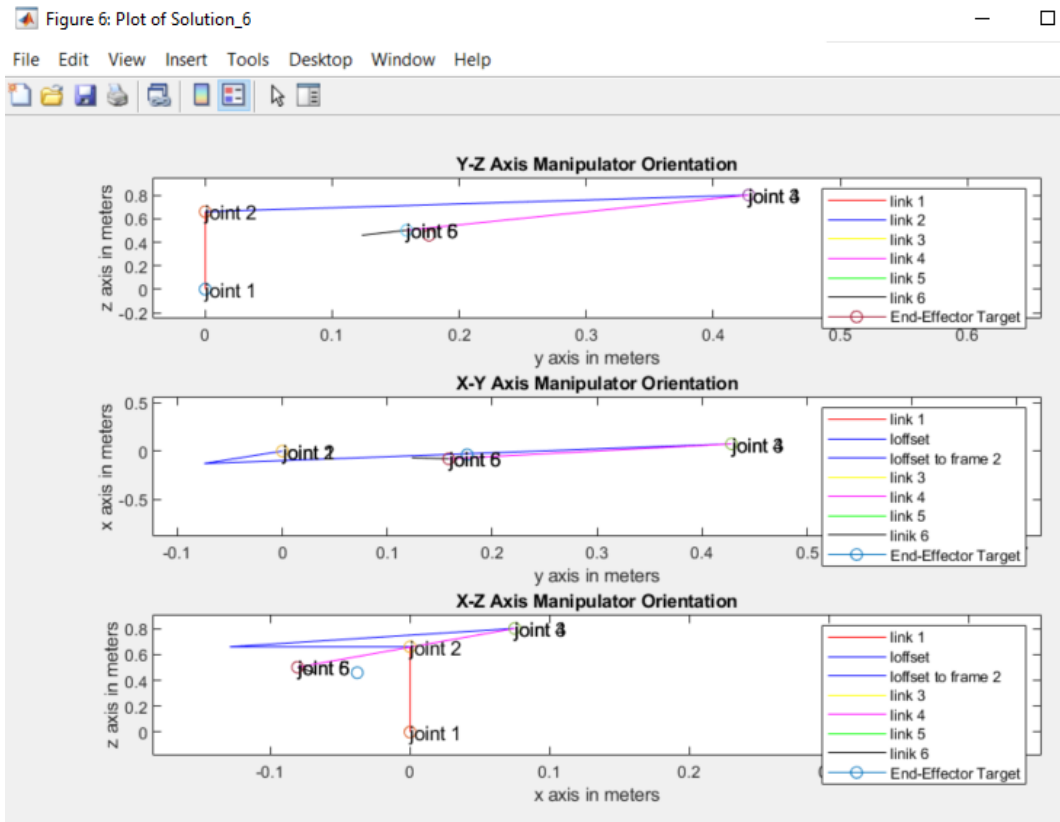 Figure 6: Plot of Solution_6
File Edit View Insert Tools Desktop Window Help
Y-Z Axis Manipulator Orientation
z axis in meters
0.8
0.6
0.4
0.2
0
-0.2
joint 2
joint 1
joint 6
joint 3
link 1
link 2
link 3
link 4
link 5
link 6
End-Effector Target
0 0.1 0.2 0.3 0.4 0.5 0.6
y axis in meters
X-Y Axis Manipulator Orientation
x axis in meters
0.5
0
-0.5
joint 2
joint 6
joint 3
link 1
loffset
loffset to frame 2
link 3
link 4
link 5
linik 6
End-Effector Target
-0.1 0 0.1 0.2 0.3 0.4 0.5
y axis in meters
X-Z Axis Manipulator Orientation
z axis in meters
0.8
0.6
0.4
0.2
0
joint 3
joint 2
joint 6
joint 1
link 1
loffset
loffset to frame 2
link 3
link 4
link 5
linik 6
End-Effector Target
-0.1 0 0.1 0.2
x axis in meters